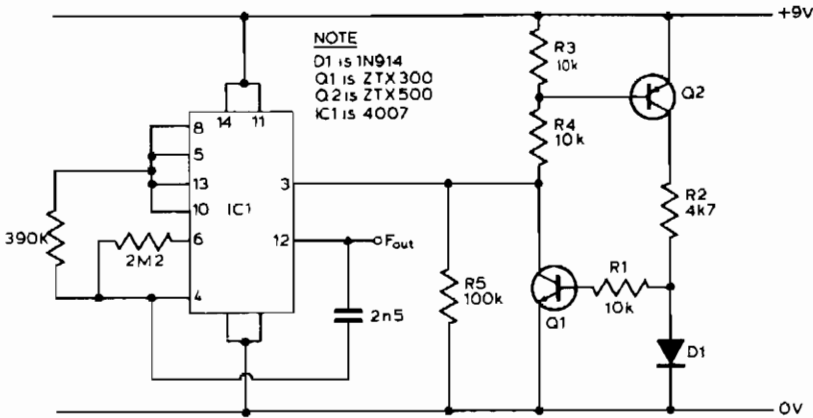 +9V
NOTE
D1 is 1N914
Q1 is ZTX300
Q2 is ZTX500
IC1 is 4007
R3
10k
Q2
14 11
8
5
13
10
6
4
IC1
3
12
R4
10k
R2
4k7
390k
2M2
Fout
2n5
R5
100k
R1
10k
Q1
D1
0V